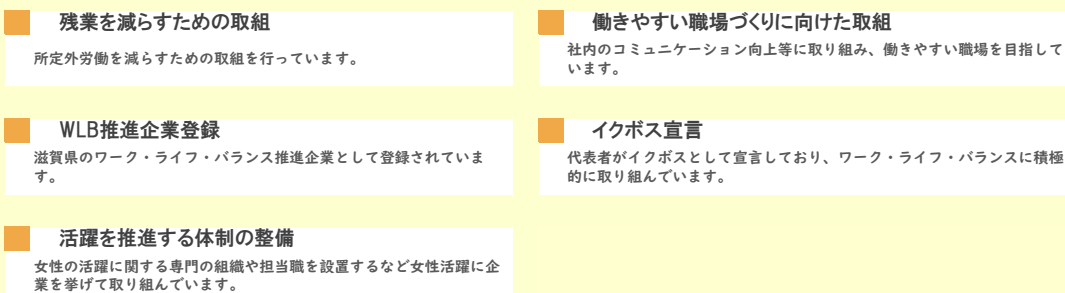 残業を減らすための取組
所定外労働を減らすための取組を行っています。
働きやすい職場づくりに向けた取組
社内のコミュニケーション向上等に取り組み、働きやすい職場を目指して
います。
WLB推進企業登録
滋賀県のワーク・ライフ・バランス推進企業として登録されていま
す。
イクボス宣言
代表者がイクボスとして宣言しており、ワーク・ライフ・バランスに積極
的に取り組んでいます。
活躍を推進する体制の整備
女性の活躍に関する専門の組織や担当職を設置するなど女性活躍に企
業を挙げて取り組んでいます。